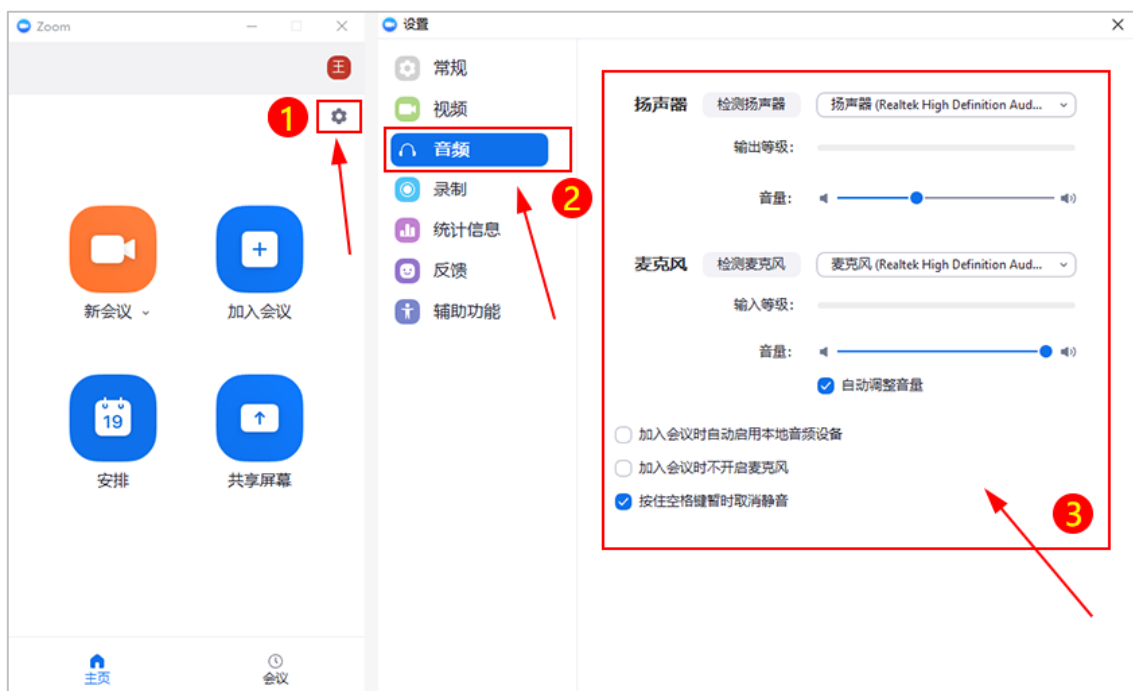 Zoom
王
1
新会议
加入会议
19
安排
共享屏幕
主页
会议
设置
常规
视频
音频
2
录制
统计信息
反馈
辅助功能
扬声器 检测扬声器 扬声器 (Realtek High Definition Aud...
输出等级:
音量:
麦克风 检测麦克风 麦克风 (Realtek High Definition Aud...
输入等级:
音量:
自动调整音量
加入会议时自动启用本地音频设备
加入会议时不开启麦克风
按住空格键暂时取消静音
3